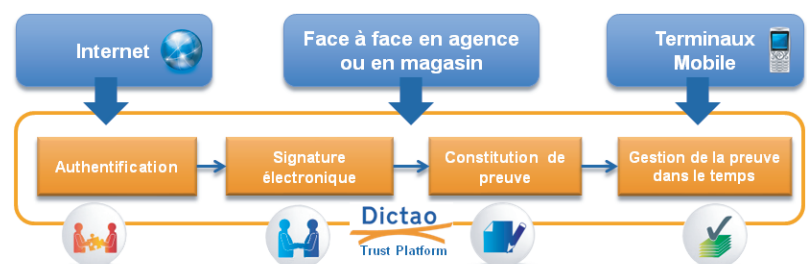 Internet
Face à face en agence
ou en magasin
Terminaux
Mobile
Authentification
Signature
électronique
Constitution de
preuve
Gestion de la preuve
dans le temps
Dictao
Trust Platform